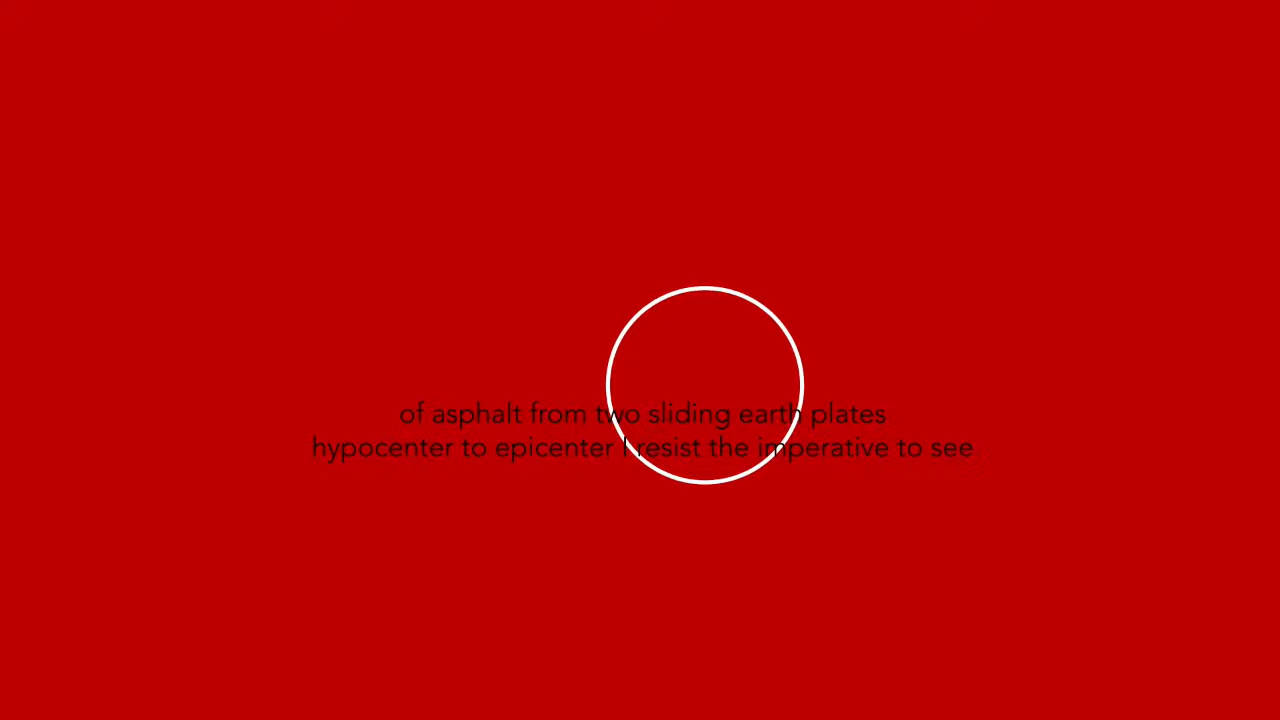 of asphalt from two sliding earth plates
hypocenter to epicenter I resist the imperative to see